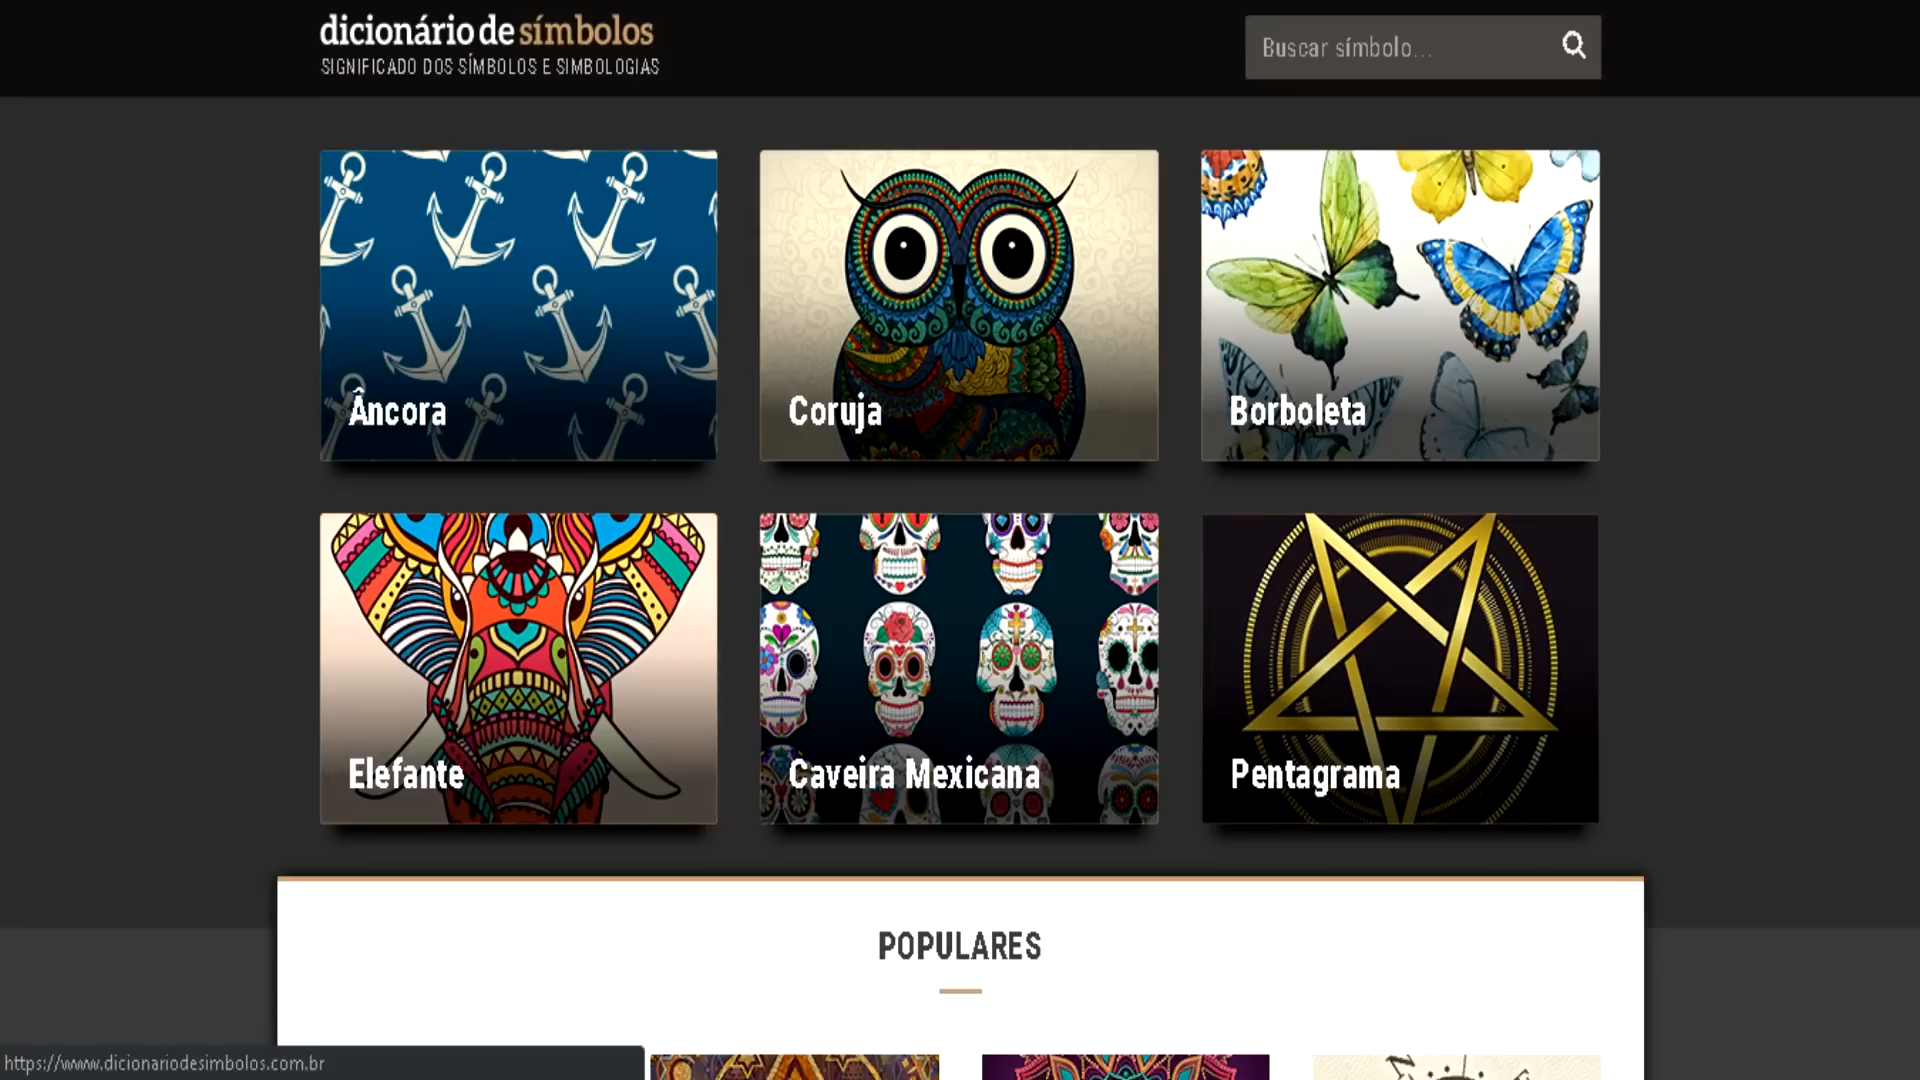 dicionário de símbolos
SIGNIFICADO DOS SÍMBOLOS E SIMBOLOGIAS
Buscar símbolo...
Âncora
Coruja
Borboleta
Elefante
Caveira Mexicana
Pentagrama
POPULARES
https://www.dicionariodesimbolos.com.br